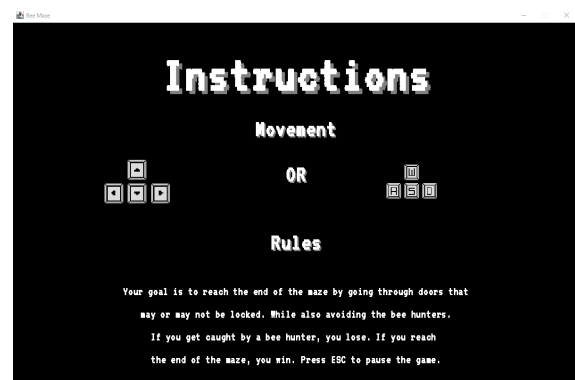 Bee Maze
Instructions
Movement
OR
W
A S D
Rules
Your goal is to reach the end of the maze by going through doors that
may or may not be locked. While also avoiding the bee hunters.
If you get caught by a bee hunter, you lose. If you reach
the end of the maze, you win. Press ESC to pause the game.